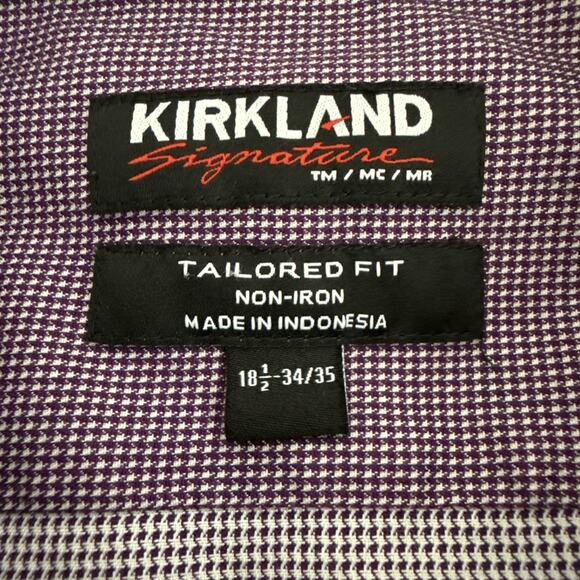 KIRKLAND
Signature
TM / MC / MR
TAILORED FIT
NON-IRON
MADE IN INDONESIA
18½-34/35